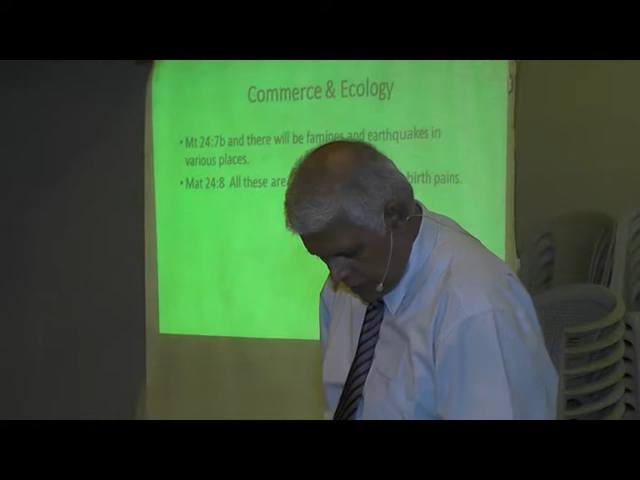 Commerce & Ecology
• Mt 24:7b and there will be famines and earthquakes in
various places.
• Mat 24:8 All these are birth pains.